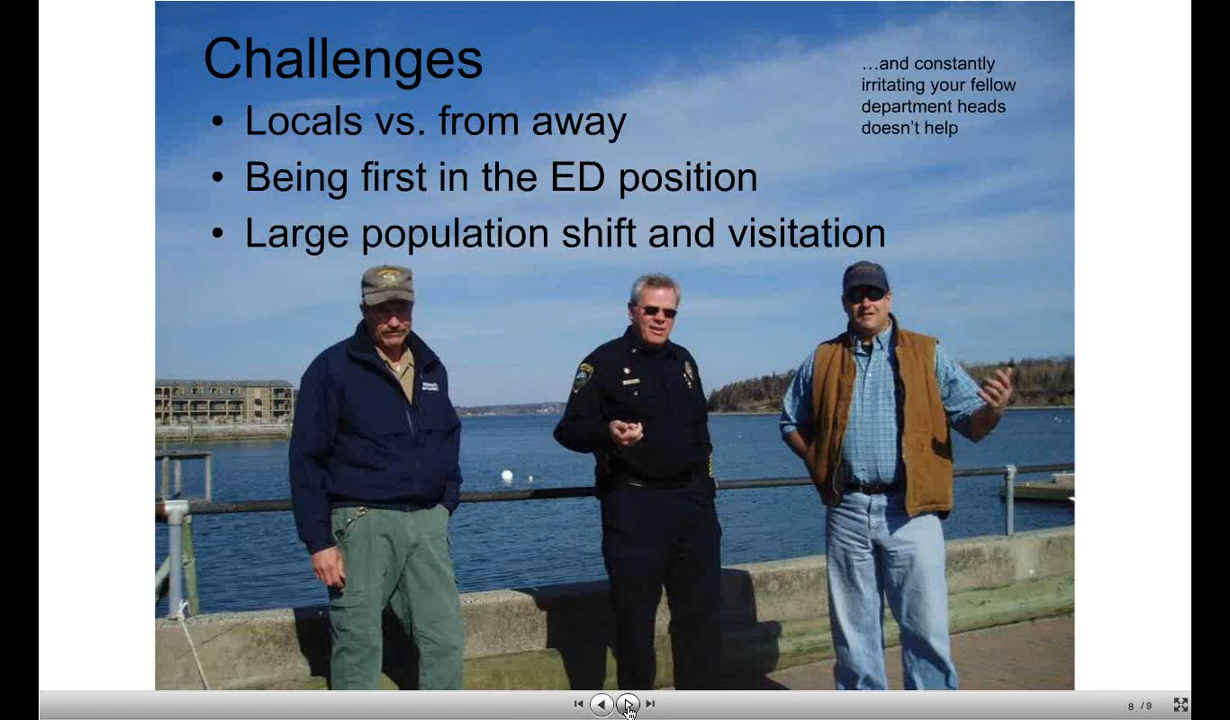 Challenges
• Locals vs. from away
• Being first in the ED position
• Large population shift and visitation
…and constantly
irritating your fellow
department heads
doesn't help
8 / 9